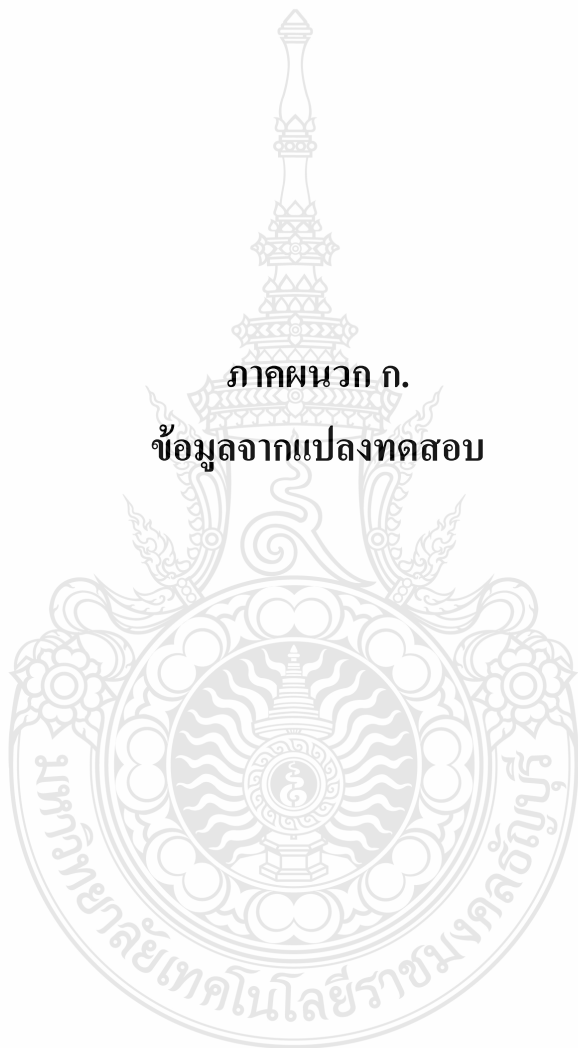 ภาคผนวก ก.
ข้อมูลจากแปลงทดสอบ
มหาวิทยาลัยเทคโนโลยีราชมงคลธัญบุรี